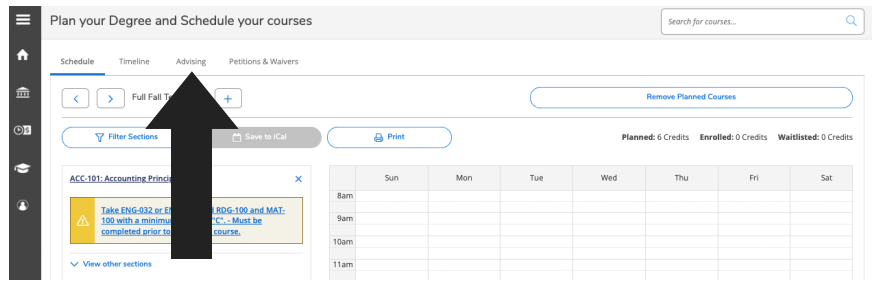 Plan your Degree and Schedule your courses
Search for courses...
Schedule Timeline Advising Petitions & Waivers
Full Fall
Remove Planned Courses
Filter Sections Save to iCal Print Planned: 6 Credits Enrolled: 0 Credits Waitlisted: 0 Credits
ACC-101: Accounting
Sun Mon Tue Wed Thu Fri Sat
Take ENG-032 or RDG-100 and MAT-
100 with a "C". - Must be
completed prior to course.
View other sections
8am
9am
10am
11am